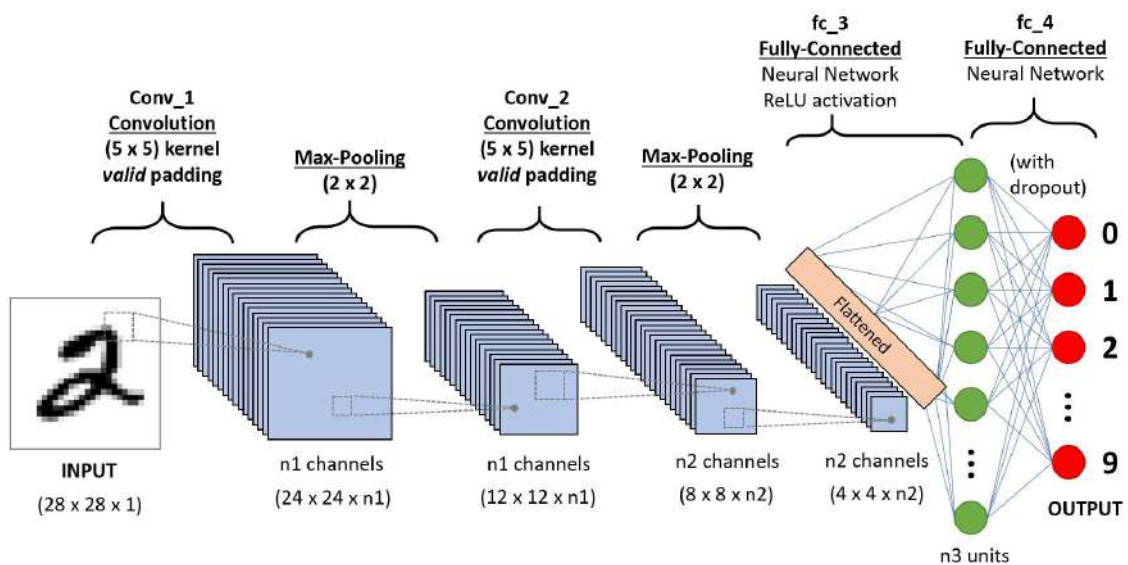 fc_3
Fully-Connected
Neural Network
ReLU activation
fc_4
Fully-Connected
Neural Network
Conv_1
Convolution
(5 x 5) kernel
valid padding
Max-Pooling
(2 x 2)
Conv_2
Convolution
(5 x 5) kernel
valid padding
Max-Pooling
(2 x 2)
(with
dropout)
Flattened
0
1
2
9
INPUT
(28 x 28 x 1)
n1 channels
(24 x 24 x n1)
n1 channels
(12 x 12 x n1)
n2 channels
(8 x 8 x n2)
n2 channels
(4 x 4 x n2)
n3 units
OUTPUT
2